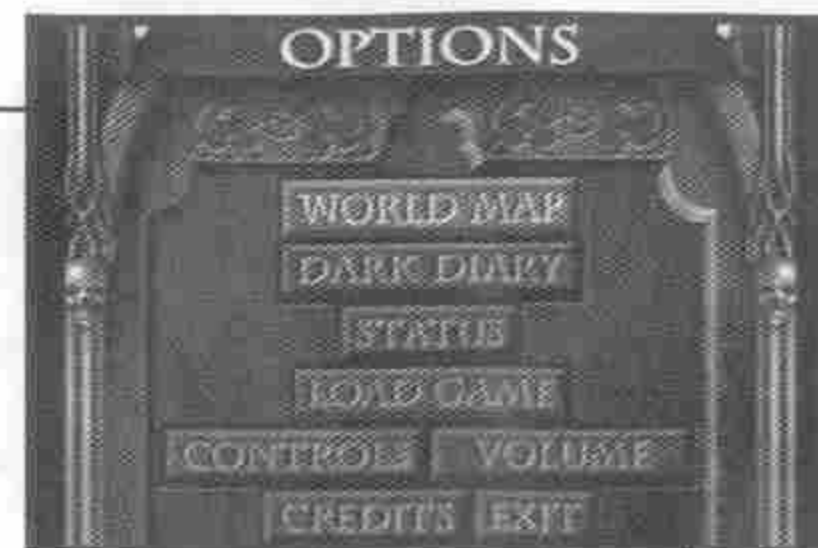 OPTIONS
WORLD MAP
DARK DIARY
STATUS
LOAD GAME
CONTROLS VOLUME
CREDITS EXIT